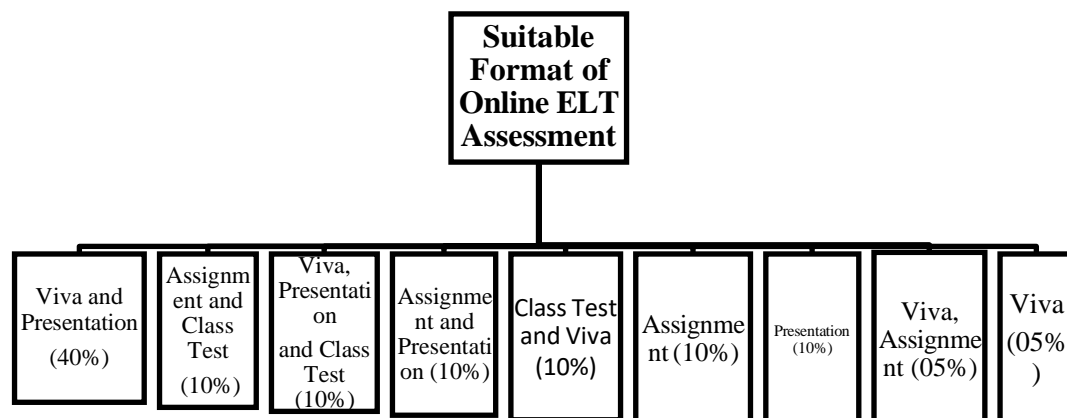 Suitable
Format of
Online ELT
Assessment
Viva and
Presentation
(40%)
Assignm
ent and
Class
Test
(10%)
Viva,
Presentati
on
and Class
Test
(10%)
Assignme
nt and
Presentati
on (10%)
Class Test
and Viva
(10%)
Assignme
nt (10%)
Presentation
(10%)
Viva,
Assignme
nt (05%)
Viva
(05%
)